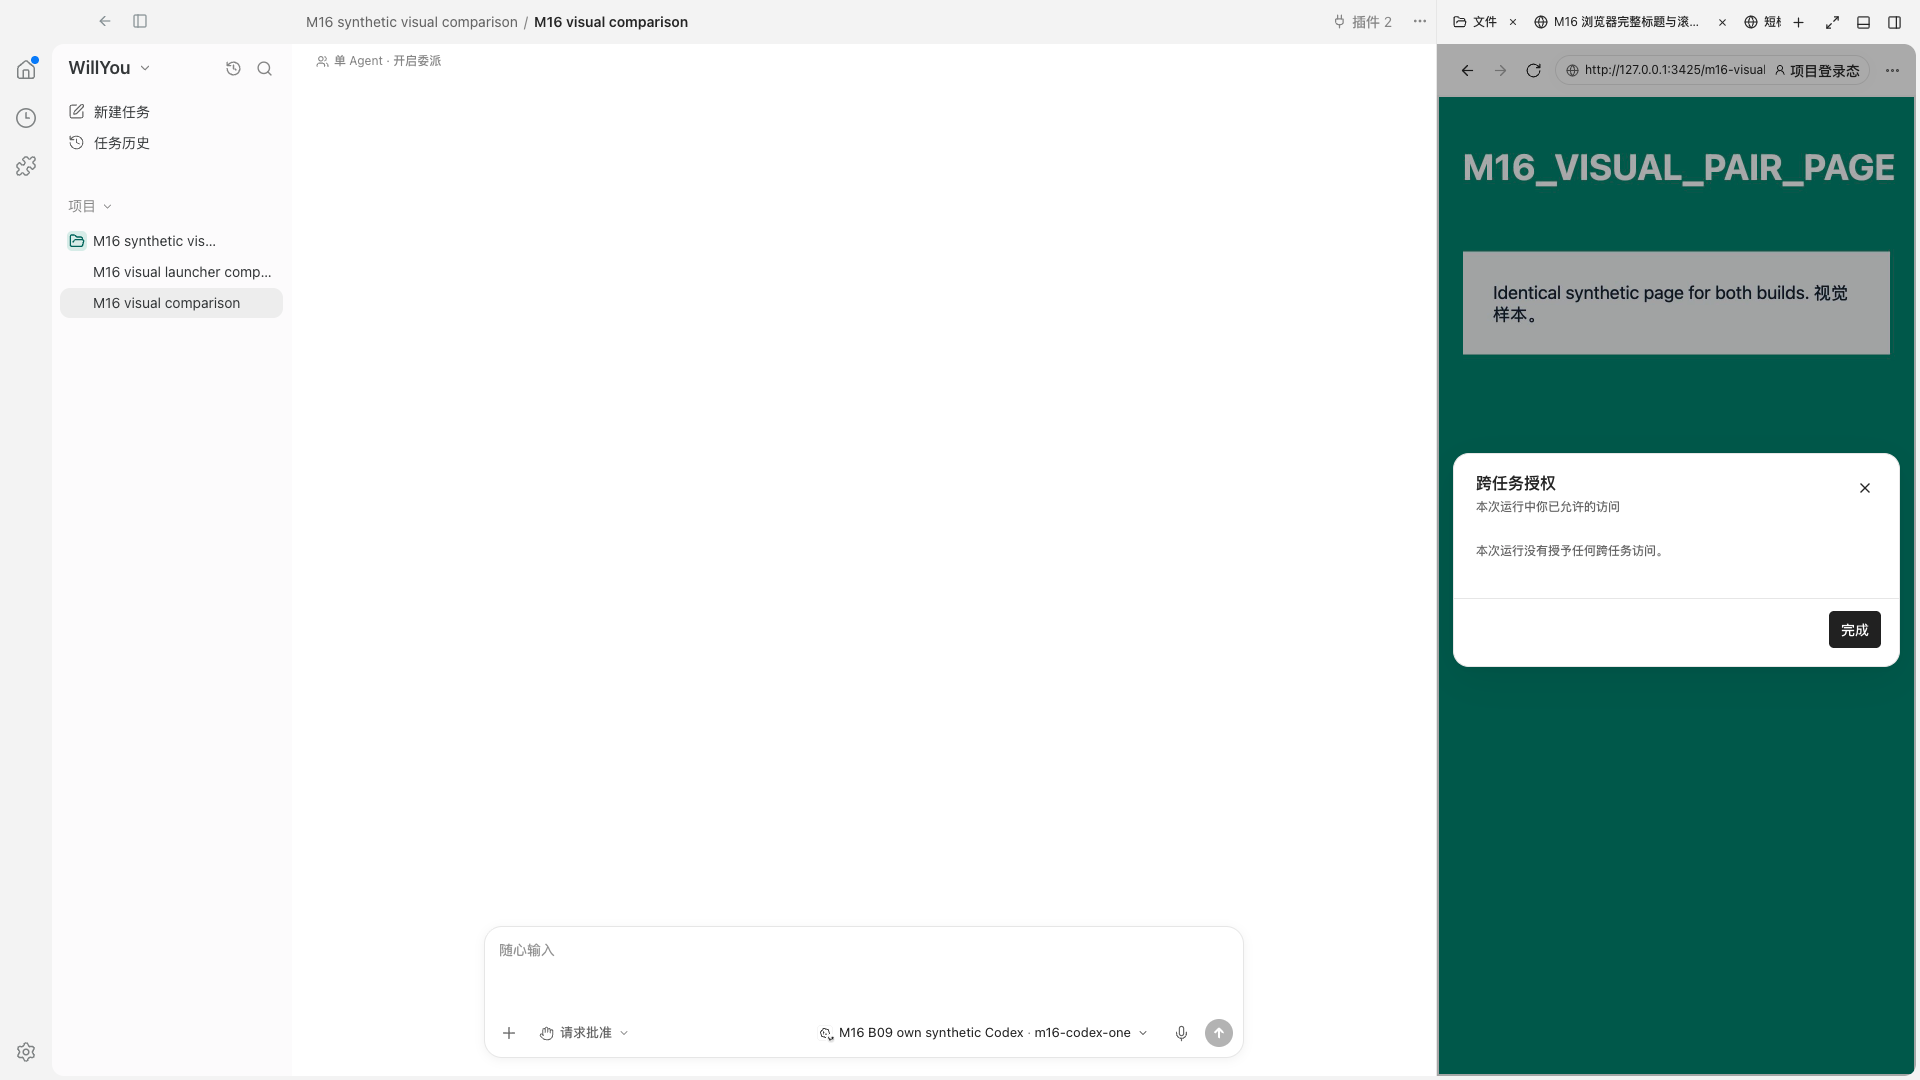 M16 synthetic visual comparison / M16 visual comparison
插件 2
文件
M16 浏览器完整标题与滚...
WillYou
单 Agent · 开启委派
http://127.0.0.1:3425/m16-visual
项目登录态
新建任务
任务历史
项目
M16 synthetic vis...
M16 visual launcher comp...
M16 visual comparison
M16_VISUAL_PAIR_PAGE
Identical synthetic page for both builds. 视觉
样本。
跨任务授权
本次运行中你已允许的访问
本次运行没有授予任何跨任务访问。
完成
随心输入
请求批准
M16 B09 own synthetic Codex · m16-codex-one